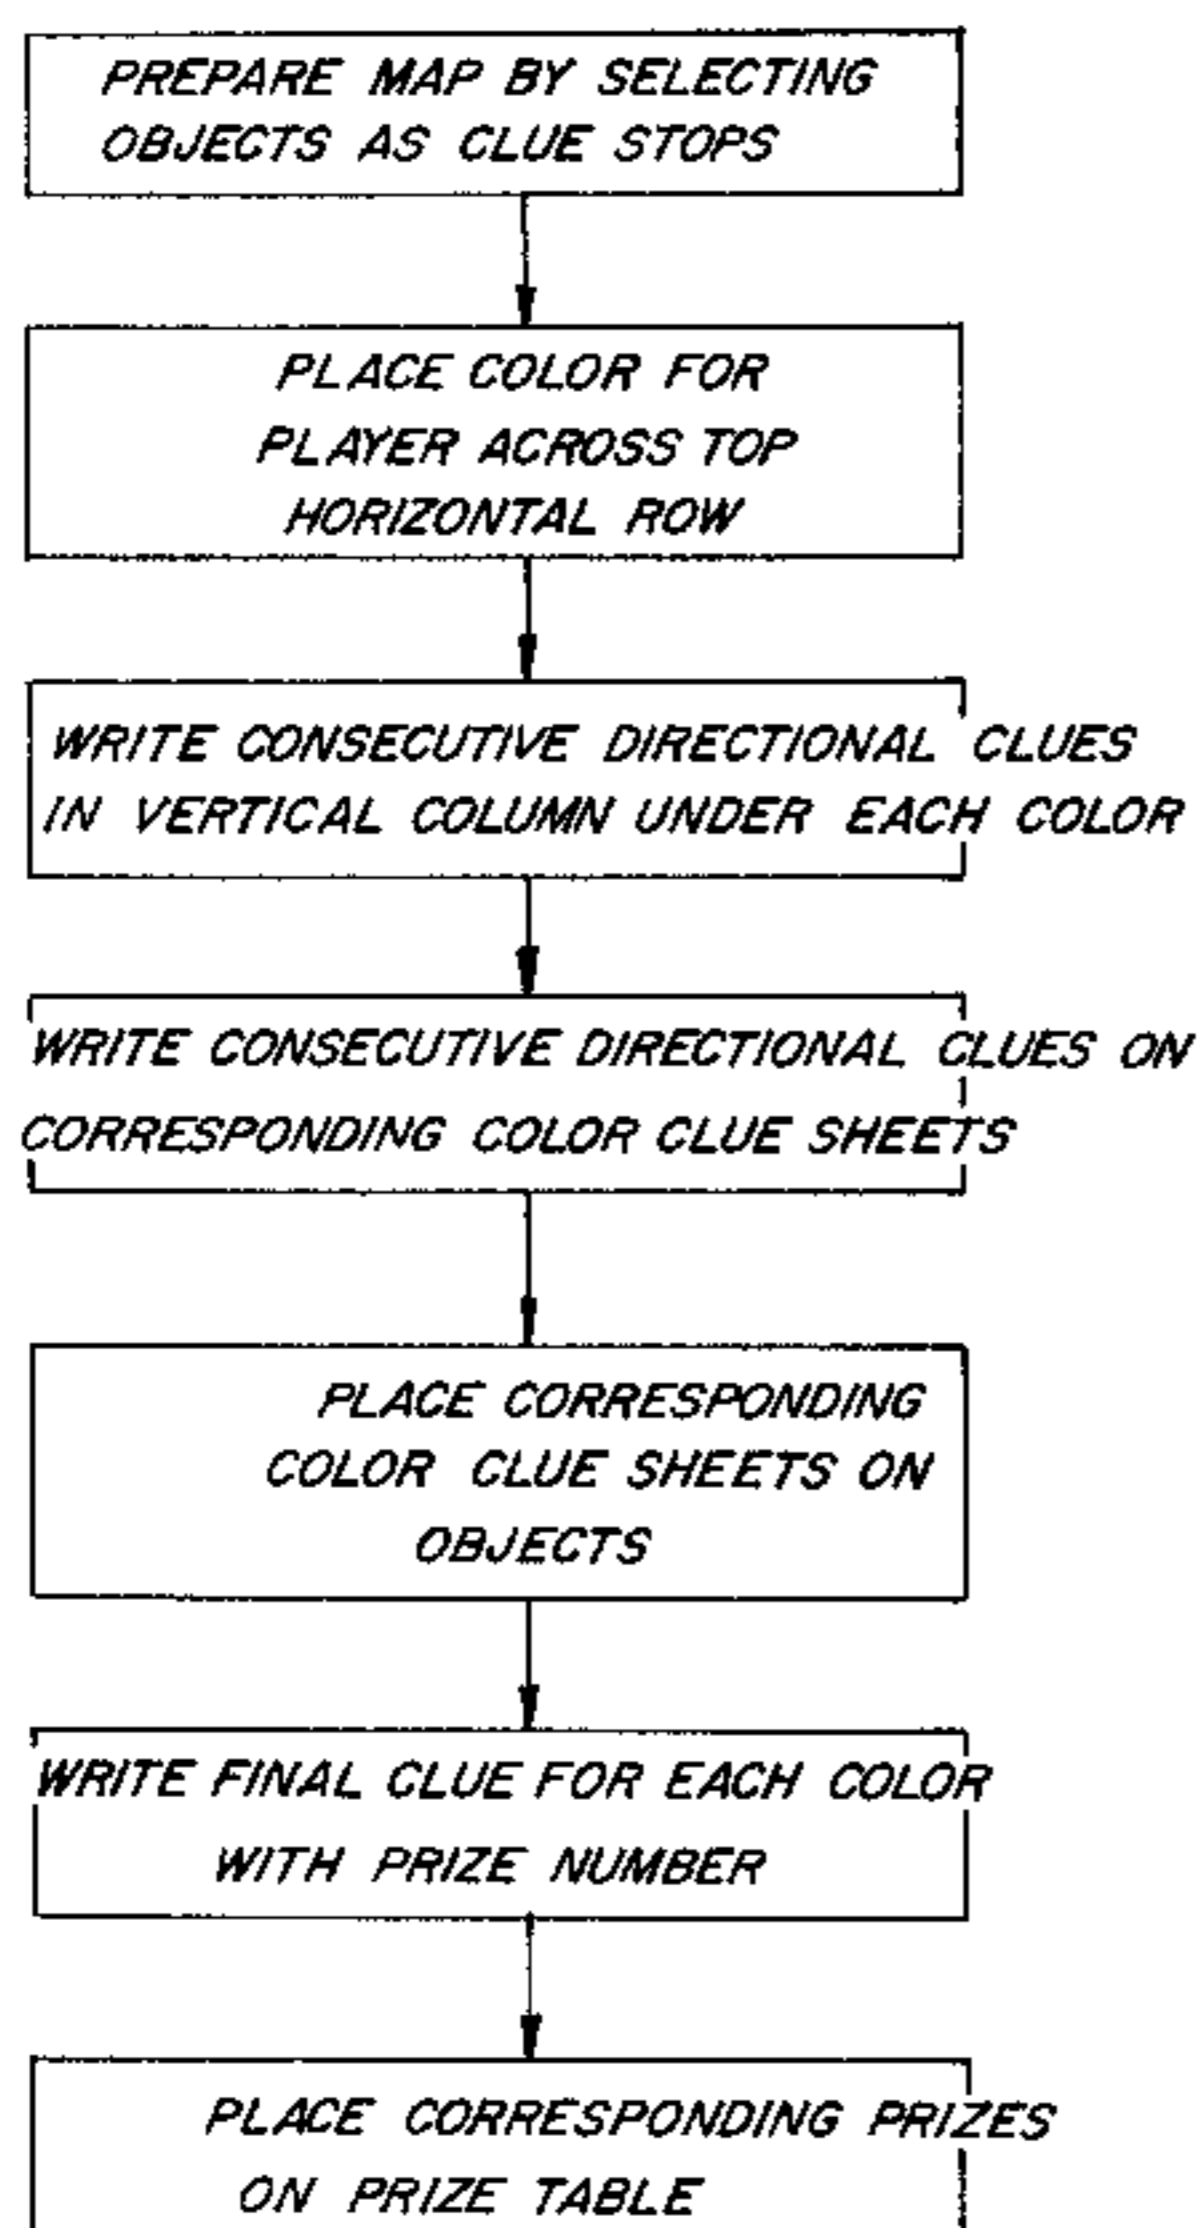 PREPARE MAP BY SELECTING
OBJECTS AS CLUE STOPS
PLACE COLOR FOR
PLAYER ACROSS TOP
HORIZONTAL ROW
WRITE CONSECUTIVE DIRECTIONAL CLUES
IN VERTICAL COLUMN UNDER EACH COLOR
WRITE CONSECUTIVE DIRECTIONAL CLUES ON
CORRESPONDING COLOR CLUE SHEETS
PLACE CORRESPONDING
COLOR CLUE SHEETS ON
OBJECTS
WRITE FINAL CLUE FOR EACH COLOR
WITH PRIZE NUMBER
PLACE CORRESPONDING PRIZES
ON PRIZE TABLE